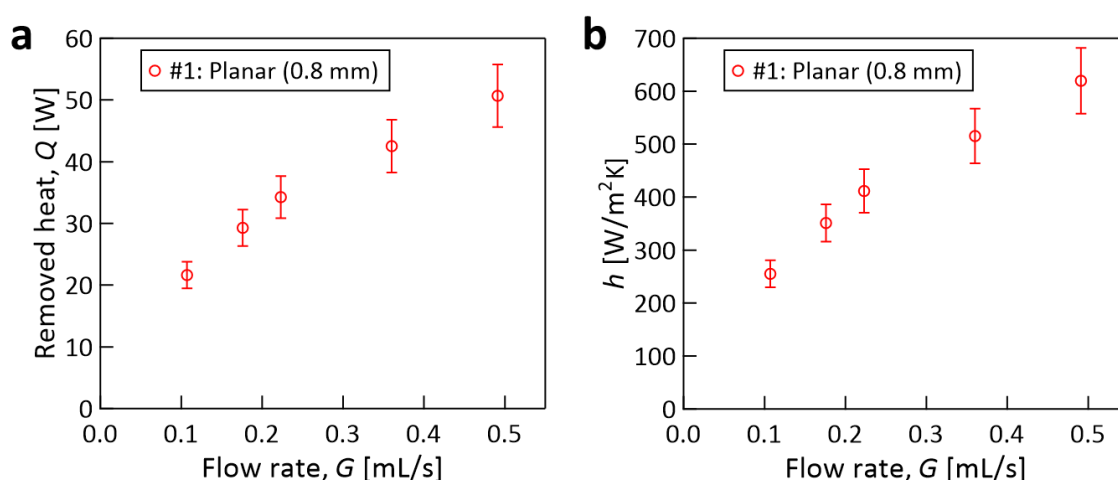 a
60
50
40
30
20
10
0
Removed heat, Q [W]
#1: Planar (0.8 mm)
0.0 0.1 0.2 0.3 0.4 0.5
Flow rate, G [mL/s]
b
700
600
500
400
300
200
100
0
h [W/m²K]
#1: Planar (0.8 mm)
0.0 0.1 0.2 0.3 0.4 0.5
Flow rate, G [mL/s]